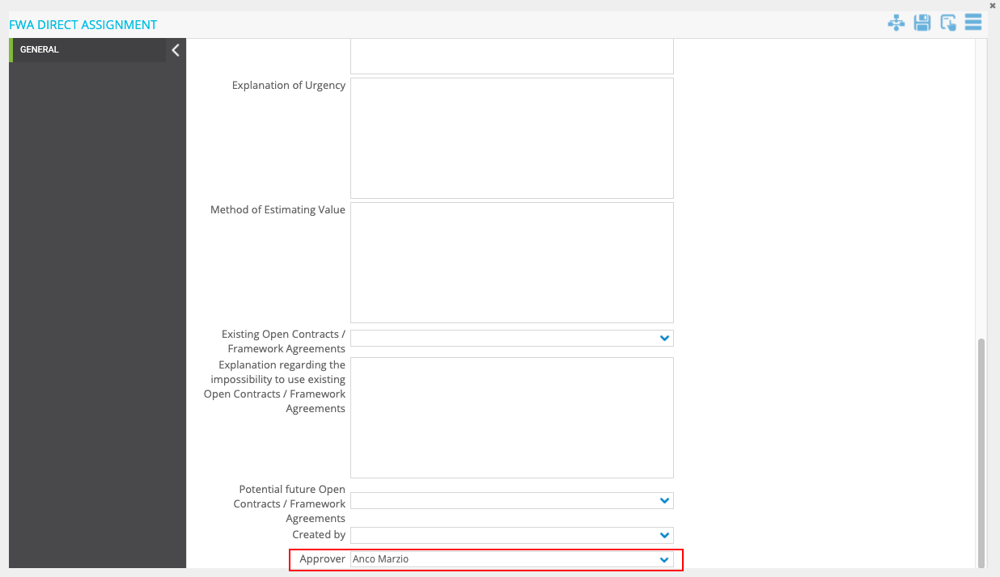 FWA DIRECT ASSIGNMENT
GENERAL
Explanation of Urgency
Method of Estimating Value
Existing Open Contracts /
Framework Agreements
Explanation regarding the
impossibility to use existing
Open Contracts / Framework
Agreements
Potential future Open
Contracts / Framework
Agreements
Created by
Approver Anco Marzio